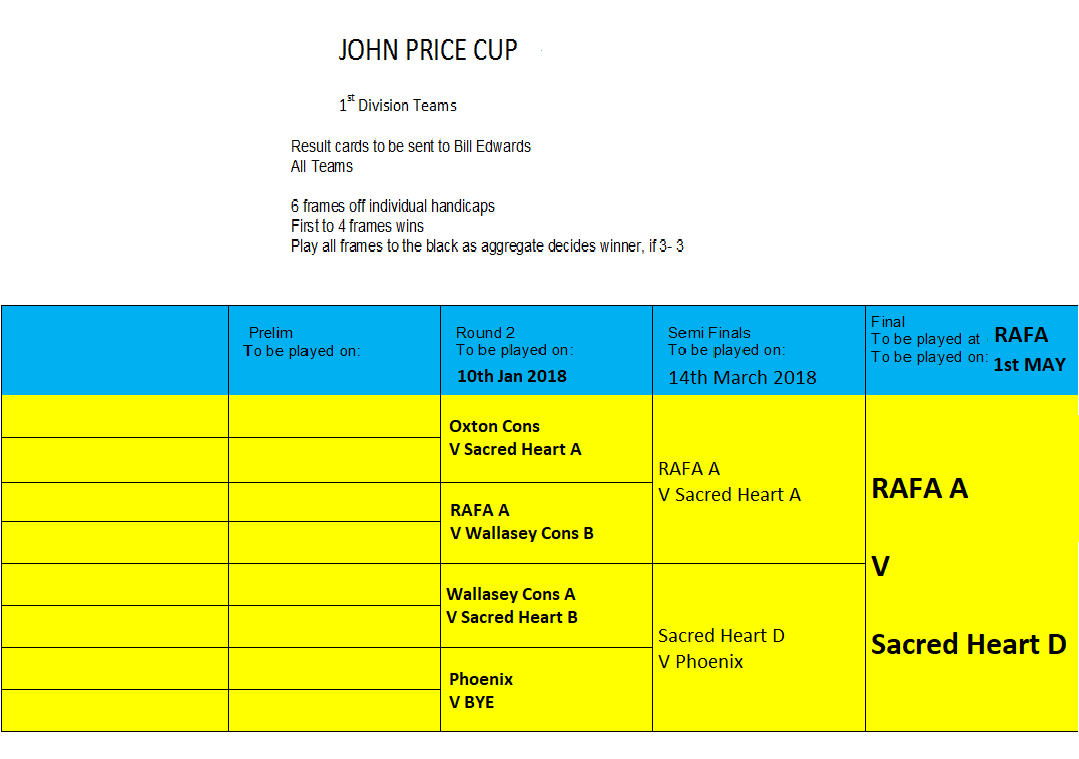 JOHN PRICE CUP
1st Division Teams
Result cards to be sent to Bill Edwards
All Teams
6 frames off individual handicaps
First to 4 frames wins
Play all frames to the black as aggregate decides winner, if 3- 3
Prelim
To be played on:
Round 2
To be played on:
10th Jan 2018
Semi Finals
To be played on:
14th March 2018
Final
To be played at RAFA
To be played on: 1st MAY
Oxton Cons
V Sacred Heart A
RAFA A
V Wallasey Cons B
Wallasey Cons A
V Sacred Heart B
Phoenix
V BYE
RAFA A
V Sacred Heart A
Sacred Heart D
V Phoenix
RAFA A
V
Sacred Heart D